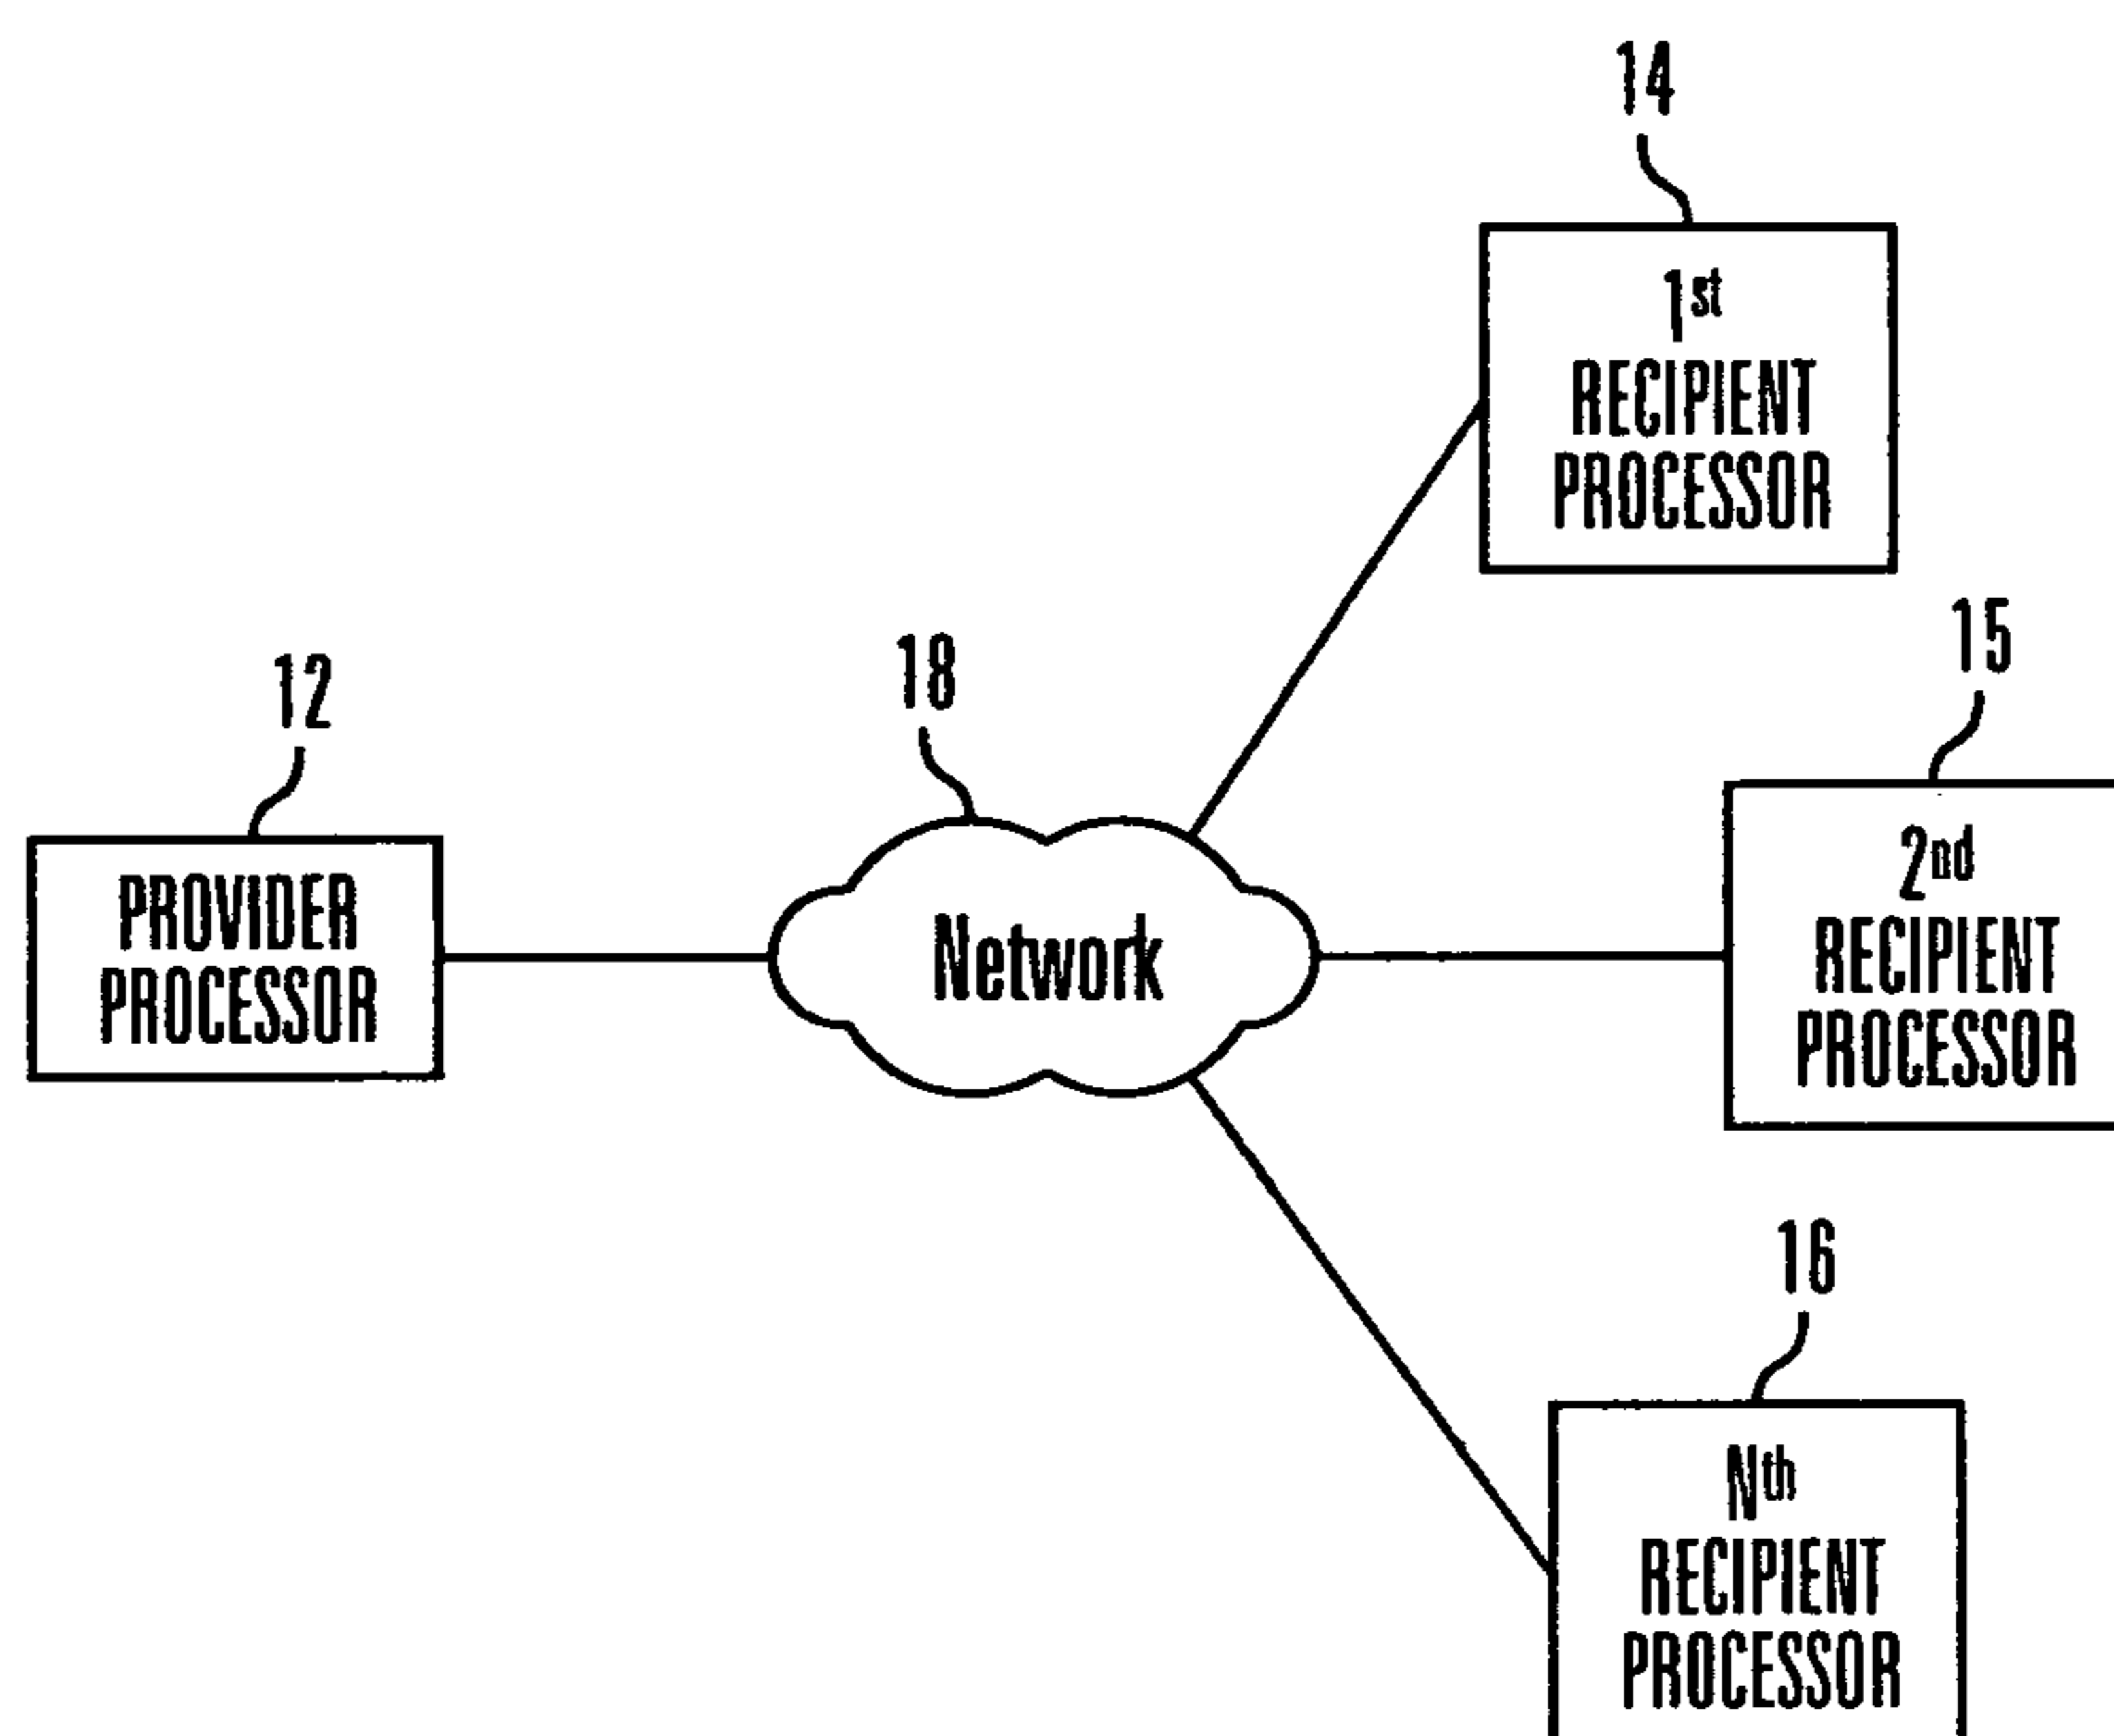 14
1st
RECIPIENT
PROCESSOR
15
2nd
RECIPIENT
PROCESSOR
18
Network
12
PROVIDER
PROCESSOR
16
Nth
RECIPIENT
PROCESSOR